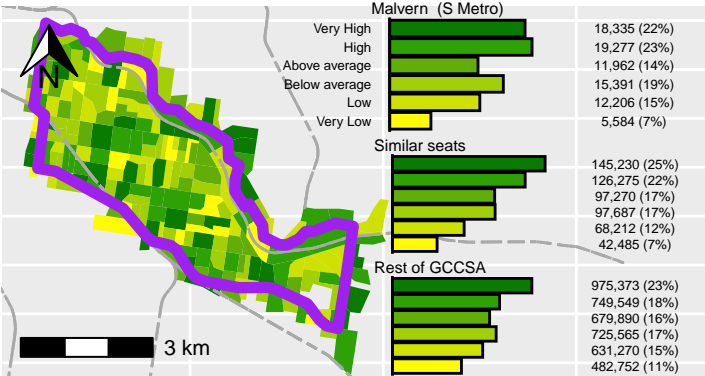 Malvern (S Metro)
Very High 18,335 (22%)
High 19,277 (23%)
Above average 11,962 (14%)
Below average 15,391 (19%)
Low 12,206 (15%)
Very Low 5,584 (7%)
Similar seats
145,230 (25%)
126,275 (22%)
97,270 (17%)
97,687 (17%)
68,212 (12%)
42,485 (7%)
Rest of GCCSA
975,373 (23%)
749,549 (18%)
679,890 (16%)
725,565 (17%)
631,270 (15%)
482,752 (11%)
3 km
N